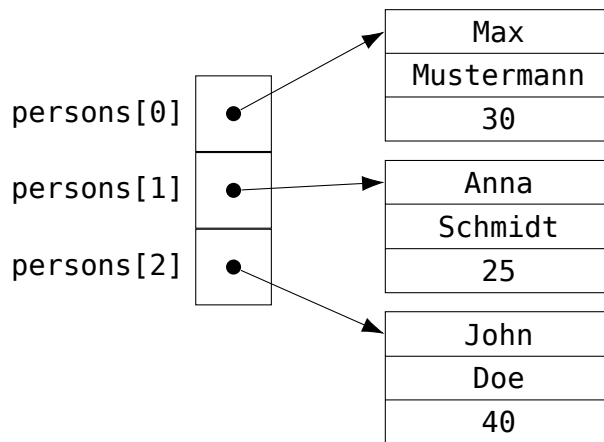 persons[0]
persons[1]
persons[2]
Max
Mustermann
30
Anna
Schmidt
25
John
Doe
40